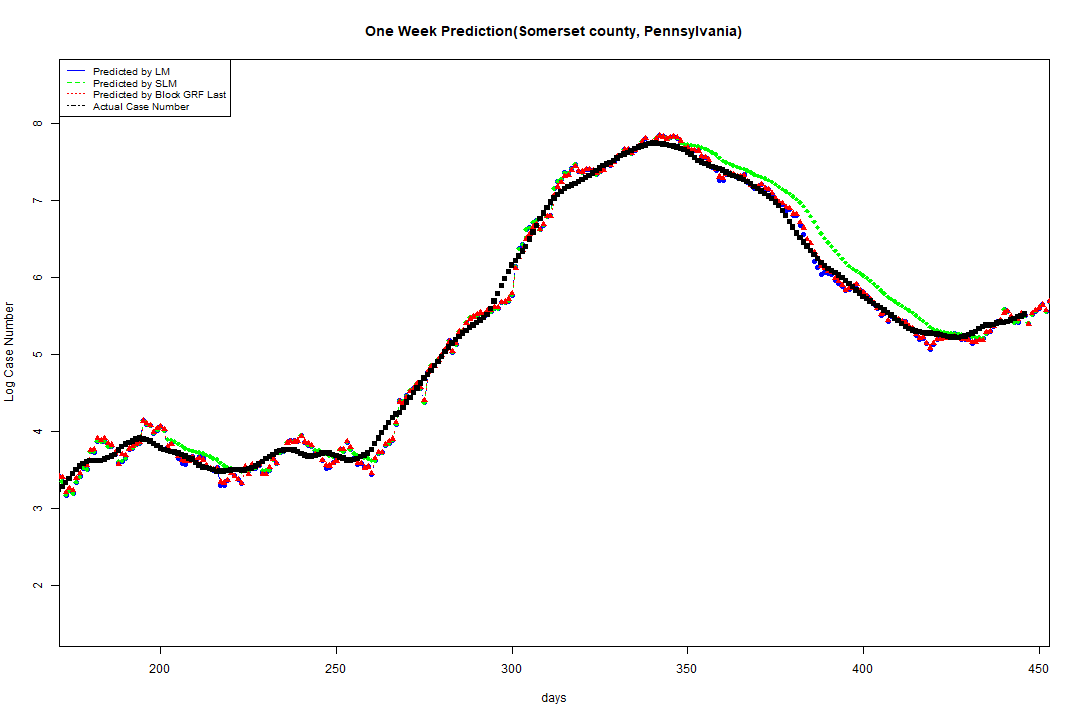 One Week Prediction(Somerset county, Pennsylvania)
Predicted by LM
Predicted by SLM
Predicted by Block GRF Last
Actual Case Number
8
7
6
5
4
3
2
Log Case Number
200 250 300 350 400 450
days